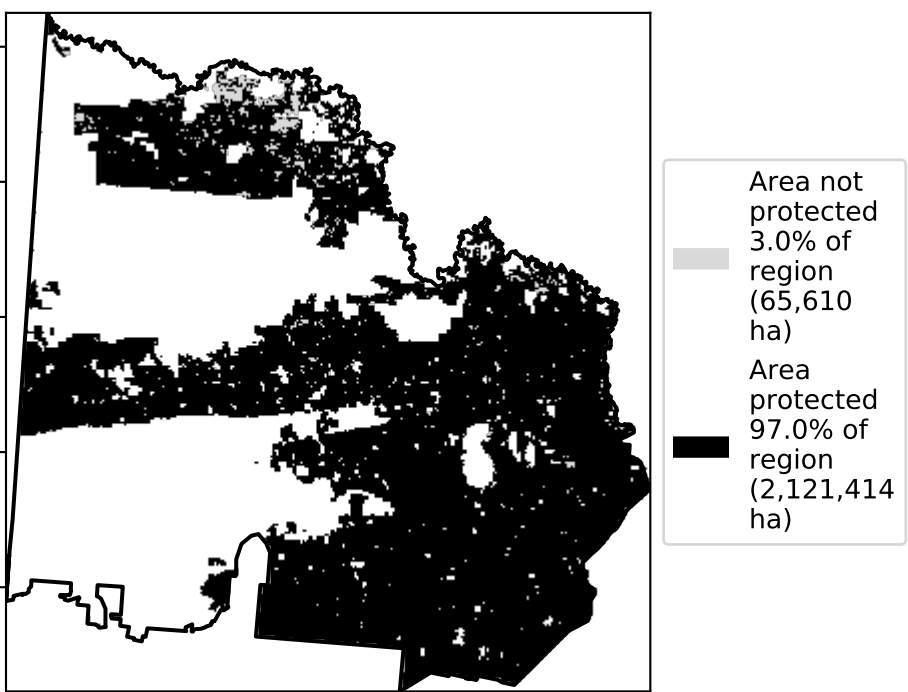 Area not
protected
3.0% of
region
(65,610
ha)
Area
protected
97.0% of
region
(2,121,414
ha)